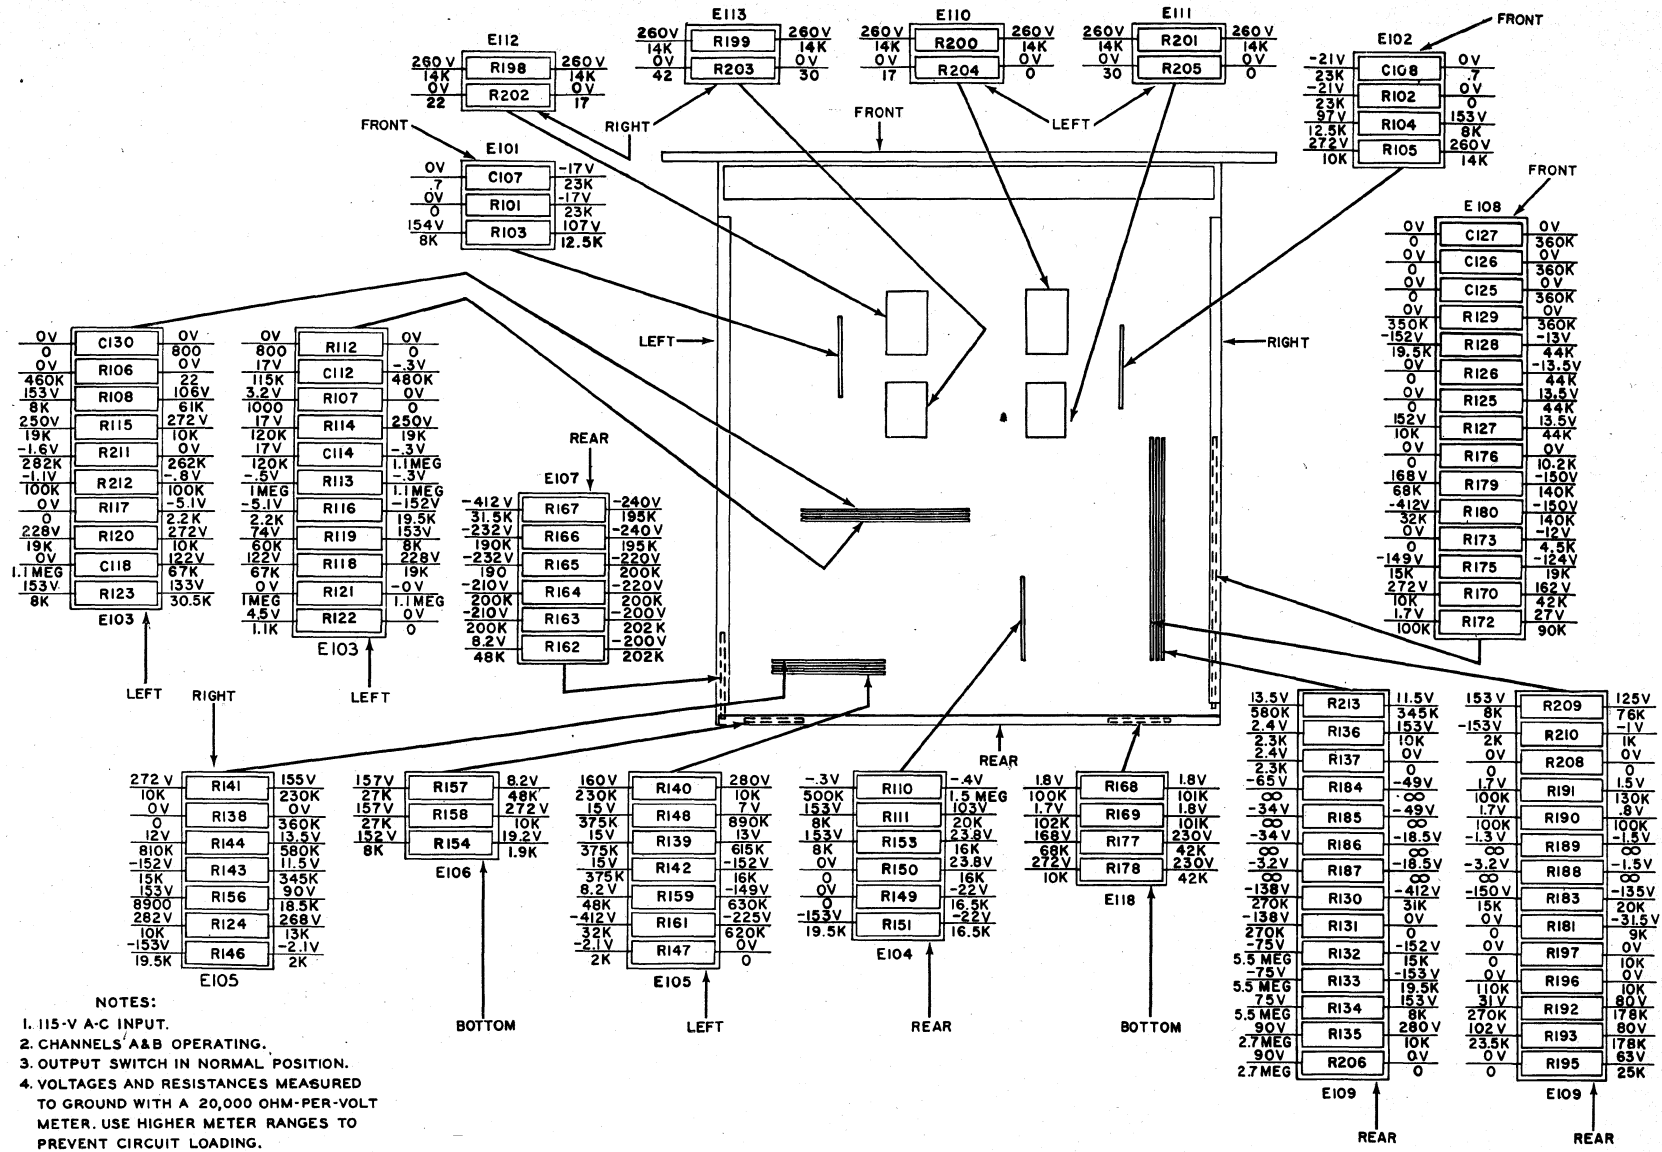 E112
260V R198 260V
14K 14K
0V R202 0V
22 17
E113
260V R199 260V
14K 14K
0V R203 0V
42 30
E110
260V R200 260V
14K 14K
0V R204 0V
17 0
E111
260V R201 260V
14K 14K
0V R205 0V
30 0
FRONT
E102
-21V C108 0V
23K .7
-21V R102 0V
23K 0
97V R104 153V
12.5K 8K
272V R105 260V
10K 14K
FRONT
RIGHT
FRONT
LEFT
E101
0V C107 -17V
.7 23K
0V R101 -17V
0 23K
154V R103 107V
8K 12.5K
FRONT
E108
0V C127 0V
0 360K
0V C126 0V
0 360K
0V C125 0V
0 360K
0V R129 0V
350K 360K
-152V R128 -13V
19.5K 44K
0V R126 -13.5V
0 44K
0V R125 13.5V
0 44K
152V R127 13.5V
10K 44K
0V R176 0V
0 10.2K
168V R179 -150V
68K 140K
-412V R180 -150V
32K 140K
0V R173 -12V
0 4.5K
-149V R175 -124V
15K 19K
272V R170 162V
10K 42K
1.7V R172 27V
100K 90K
LEFT
RIGHT
0V C130 0V
0 800
0V R106 0V
460K 22
153V R108 106V
8K 61K
250V R115 272V
19K 10K
-1.6V R211 0V
282K 262K
-1.1V R212 -.8V
100K 100K
0V R117 -5.1V
0 2.2K
228V R120 272V
19K 10K
0V C118 122V
1.1MEG 67K
153V R123 133V
8K 30.5K
E103
LEFT
0V R112 0V
800 0
17V C112 -.3V
115K 480K
3.2V R107 0V
1000 0
17V R114 250V
120K 19K
17V C114 -.3V
120K 1.1MEG
-.5V R113 -.3V
1MEG 1.1MEG
-5.1V R116 -152V
2.2K 19.5K
74V R119 153V
60K 8K
122V R118 228V
67K 19K
0V R121 -0V
1MEG 1.1MEG
4.5V R122 0V
1.1K 0
E103
LEFT
REAR
E107
-412V R167 -240V
31.5K 195K
-232V R166 -240V
190K 195K
-232V R165 -220V
190 200K
-210V R164 -220V
200K 200K
-210V R163 -200V
200K 202K
8.2V R162 -200V
48K 202K
RIGHT
272V R141 155V
10K 230K
0V R138 0V
0 360K
12V R144 13.5V
810K 580K
-152V R143 11.5V
15K 345K
153V R156 90V
8900 18.5K
282V R124 268V
10K 13K
-153V R146 -2.1V
19.5K 2K
E105
157V R157 8.2V
27K 48K
157V R158 272V
27K 10K
152V R154 19.2V
8K 1.9K
E106
BOTTOM
160V R140 280V
230K 10K
15V R148 7V
375K 890K
15V R139 13V
375K 615K
15V R142 -152V
375K 16K
8.2V R159 -149V
48K 630K
-412V R161 -225V
32K 620K
-2.1V R147 0V
2K 0
E105
LEFT
-.3V R110 -.4V
500K 1.5 MEG
153V R111 103V
8K 20K
153V R153 23.8V
8K 16K
0V R150 23.8V
0 16K
0V R149 -22V
0 16.5K
-153V R151 -22V
19.5K 16.5K
E104
REAR
REAR
1.8V R168 1.8V
100K 101K
1.7V R169 1.8V
102K 101K
168V R177 230V
68K 42K
272V R178 230V
10K 42K
E118
BOTTOM
13.5V R213 11.5V
580K 345K
2.4V R136 153V
2.3K 10K
2.4V R137 0V
2.3K 0
-65V R184 -49V
∞ ∞
-34V R185 -49V
∞ ∞
-34V R186 -18.5V
∞ ∞
-3.2V R187 -18.5V
∞ ∞
-138V R130 -412V
270K 31K
-138V R131 0V
270K 0
-75V R132 -152V
5.5 MEG 15K
-75V R133 -153V
5.5 MEG 19.5K
75V R134 153V
5.5 MEG 8K
90V R135 280V
2.7MEG 10K
90V R206 0V
2.7MEG 0
E109
REAR
153V R209 125V
8K 76K
-153V R210 -1V
2K 1K
0V R208 0V
0 0
1.7V R191 1.5V
100K 130K
1.7V R190 .8V
100K 100K
-1.3V R189 -1.5V
∞ ∞
-3.2V R188 -1.5V
∞ ∞
-150V R183 -135V
15K 20K
0V R181 -31.5V
0 9K
0V R197 0V
0 10K
0V R196 0V
110K 10K
31V R192 80V
270K 178K
102V R193 80V
23.5K 178K
0V R195 63V
0 25K
E109
REAR
NOTES:
1. 115-V A-C INPUT.
2. CHANNELS A&B OPERATING.
3. OUTPUT SWITCH IN NORMAL POSITION.
4. VOLTAGES AND RESISTANCES MEASURED
TO GROUND WITH A 20,000 OHM-PER-VOLT
METER. USE HIGHER METER RANGES TO
PREVENT CIRCUIT LOADING.